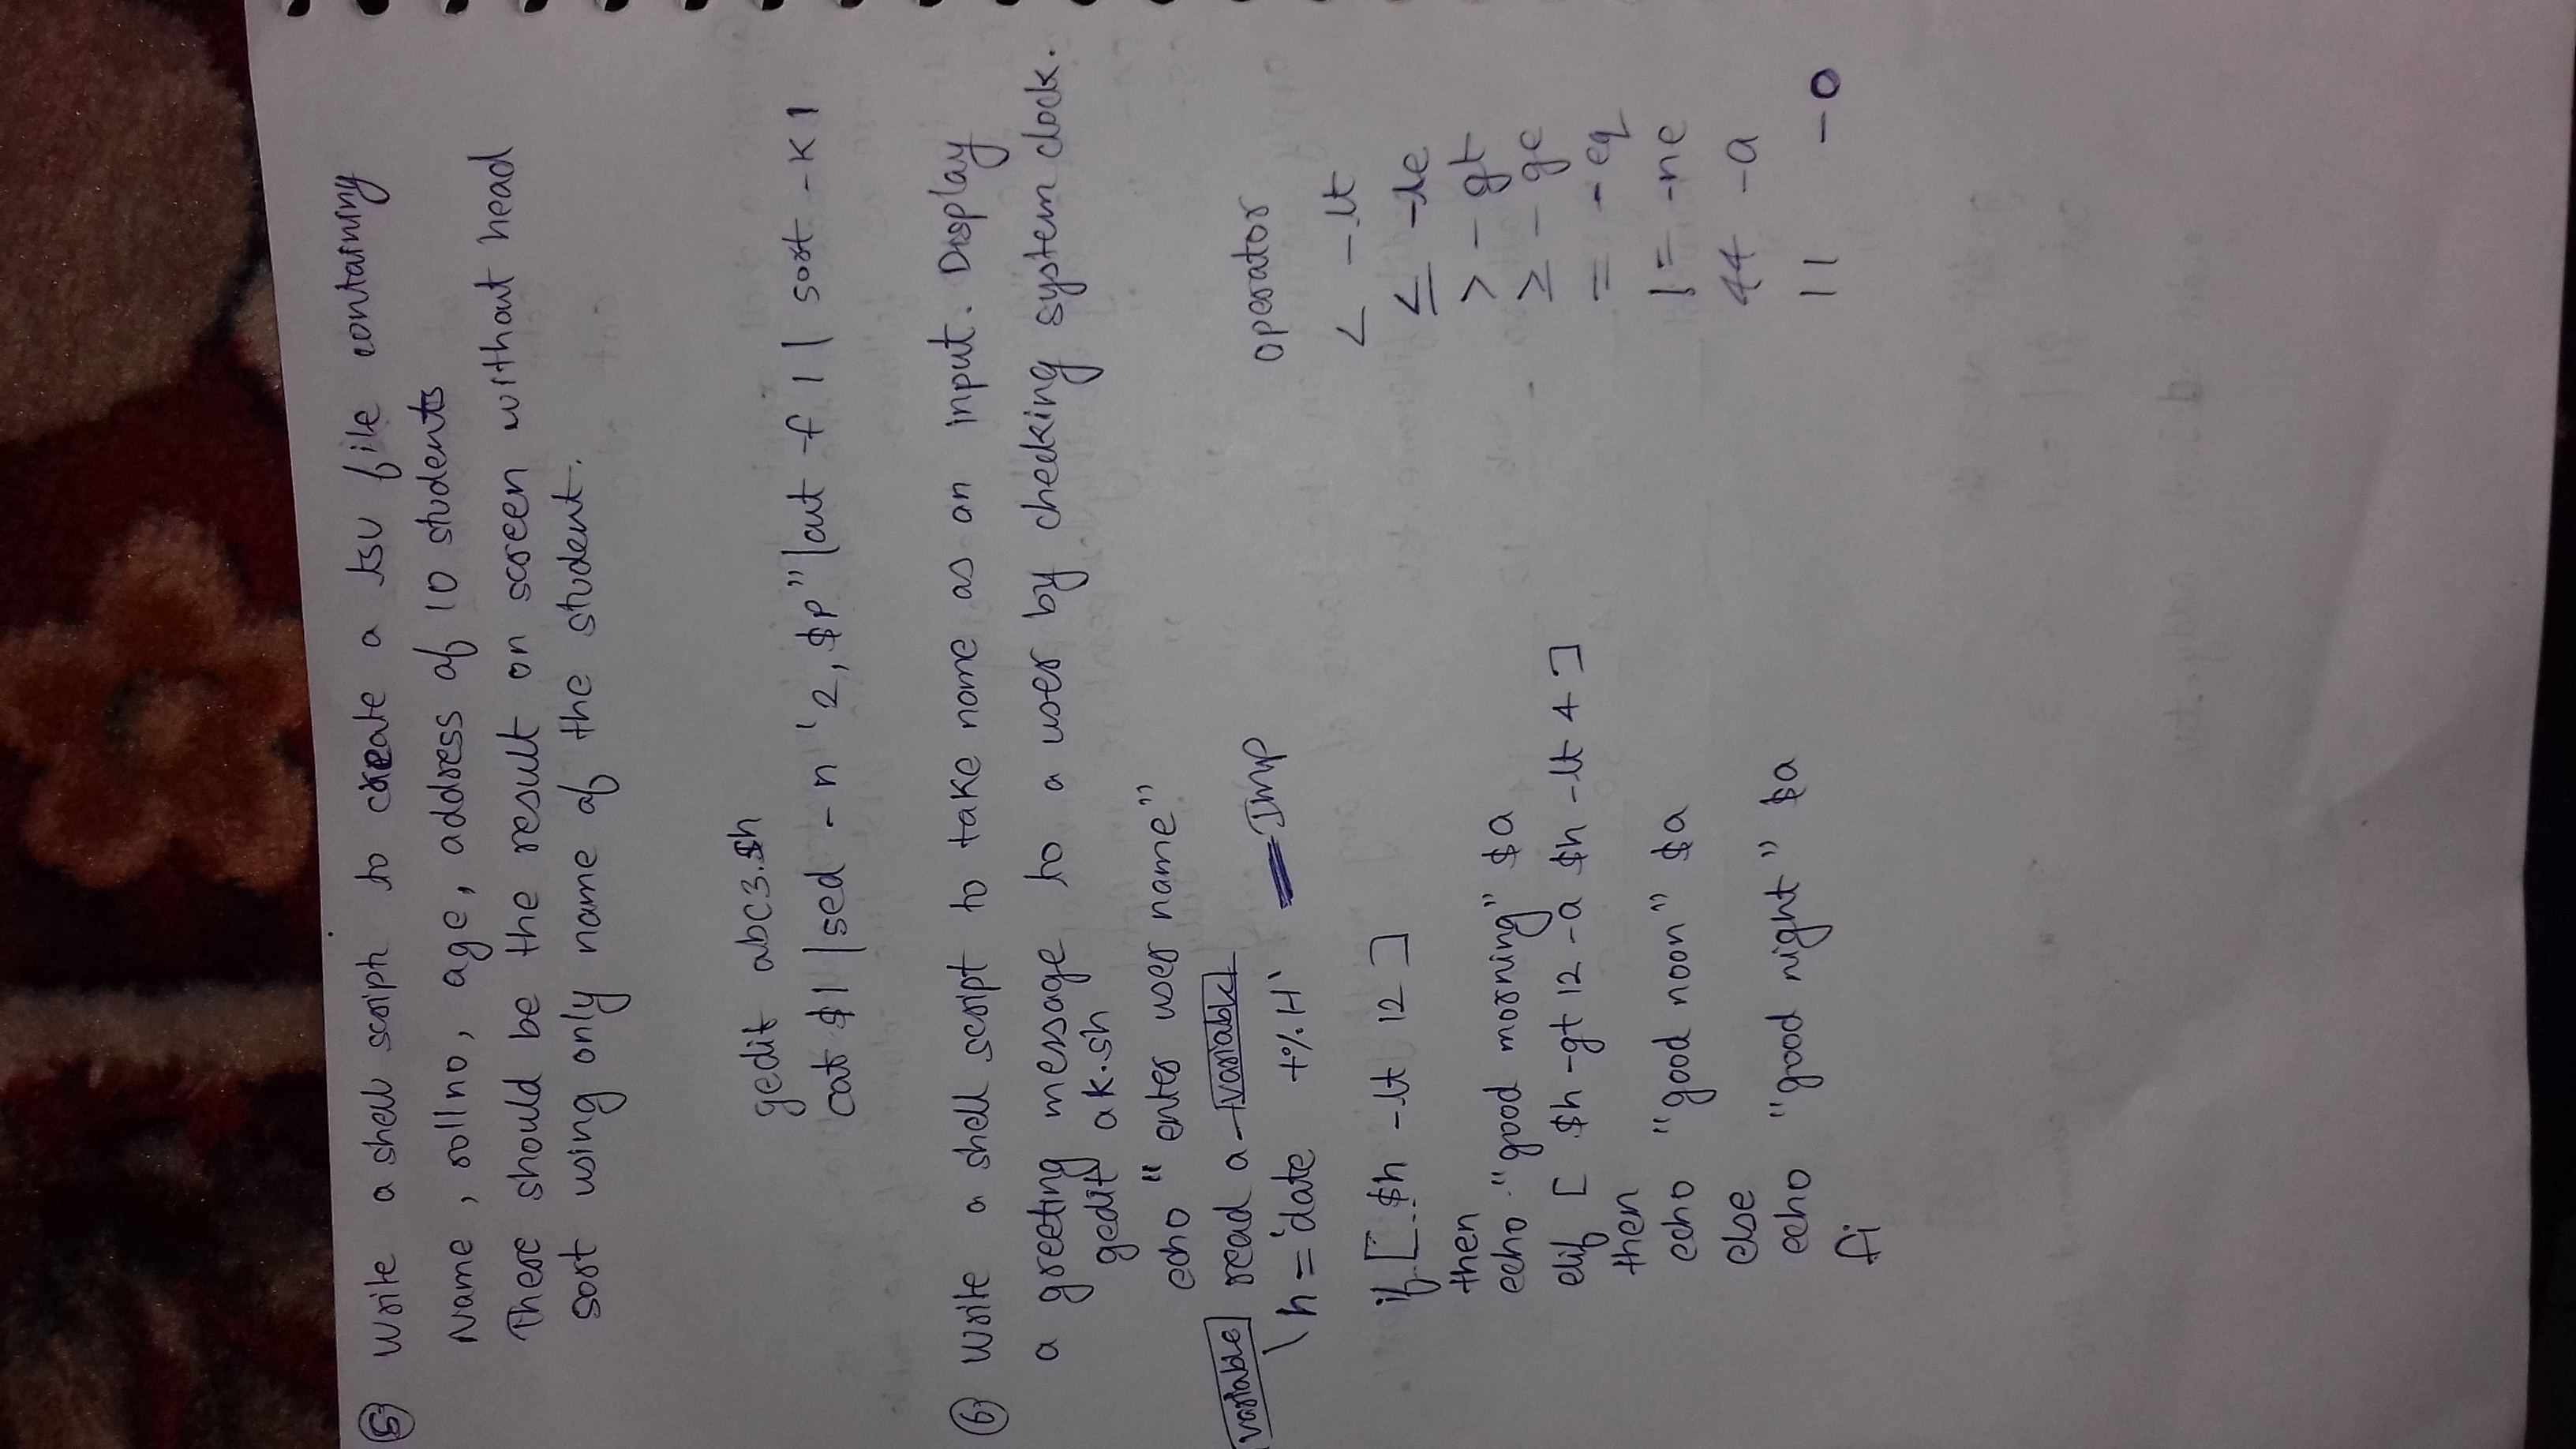 ⑤ Write a shell script to create a tsv file containing
Name, rollno, age, address of 10 students
There should be the result on screen without head
sort using only name of the student.
gedit abc3.sh
cat $1 | sed -n '2, $p" | cut -f 1 | sort -k 1
⑥ Write a shell script to take name as an input. Display
a greeting message to a user by checking system clock.
gedit ak.sh
echo "enter user name"
variable read a - variable
h = `date +%H` - Imp
if [ $h -lt 12 ]
then
echo "good morning" $a
elif [ $h -gt 12 -a $h -lt 4 ]
then
echo "good noon" $a
else
echo "good night" $a
fi
operator
< -lt
≤ -le
> -gt
≥ -ge
= -eq
!= -ne
&& -a
|| -o